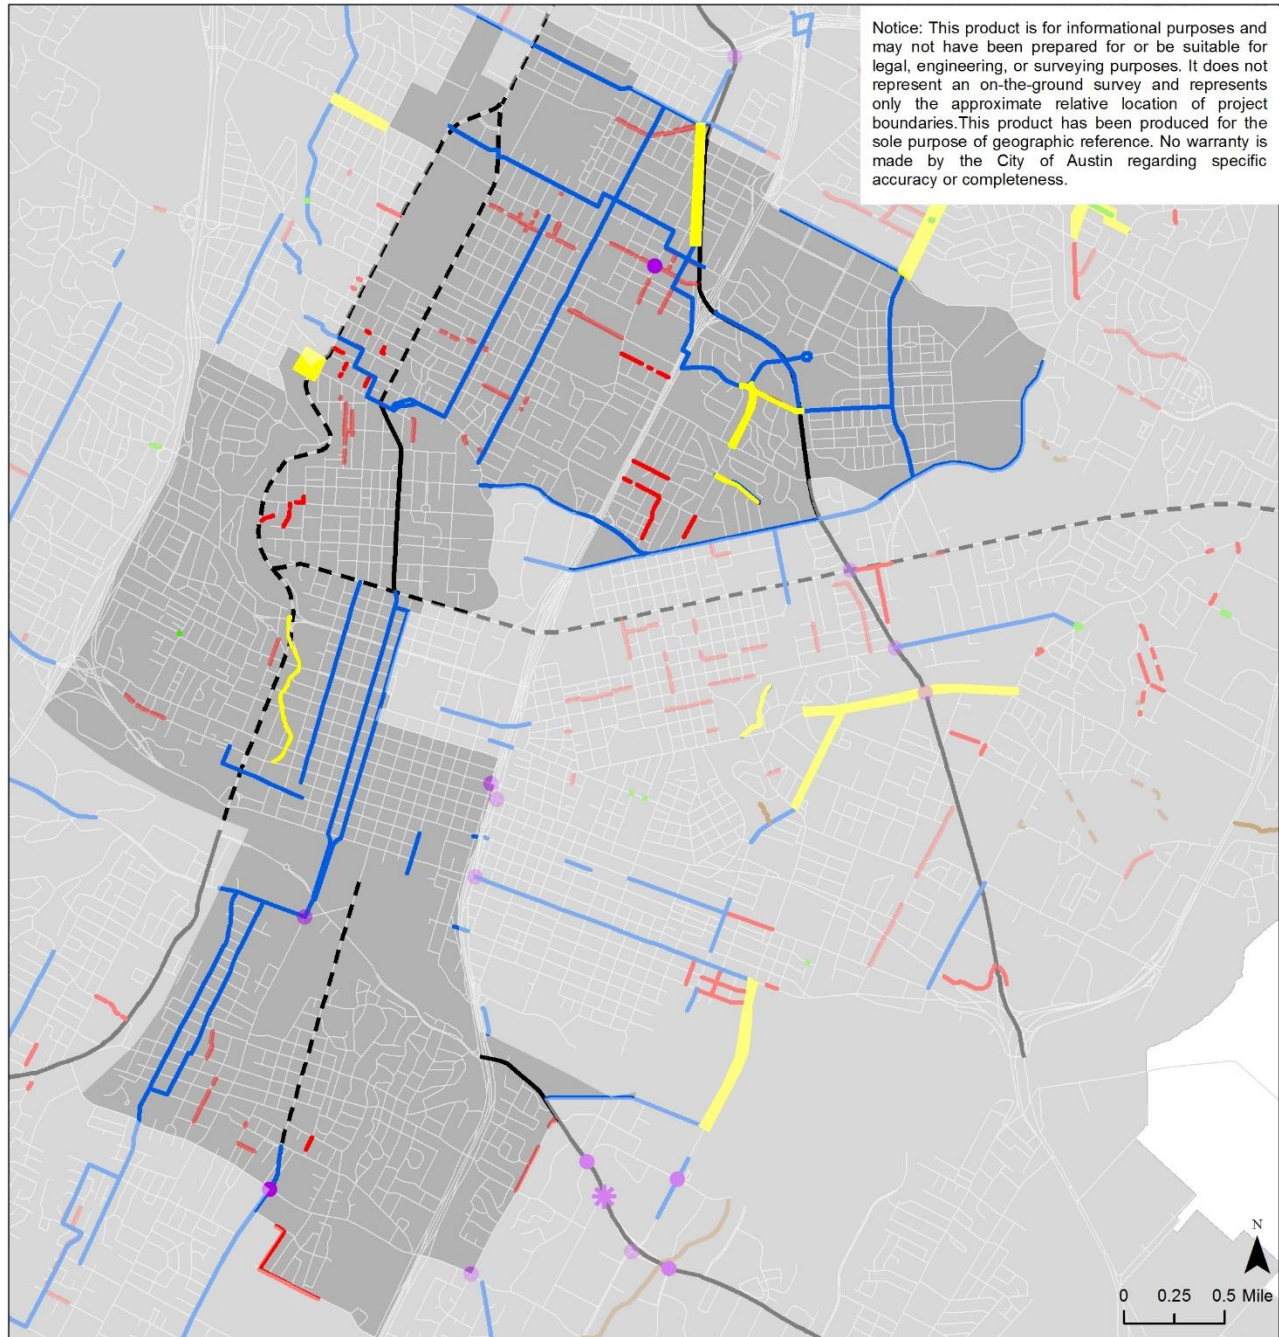 Notice: This product is for informational purposes and
may not have been prepared for or be suitable for
legal, engineering, or surveying purposes. It does not
represent an on-the-ground survey and represents
only the approximate relative location of project
boundaries.This product has been produced for the
sole purpose of geographic reference. No warranty is
made by the City of Austin regarding specific
accuracy or completeness.
N
0 0.25 0.5 Mile